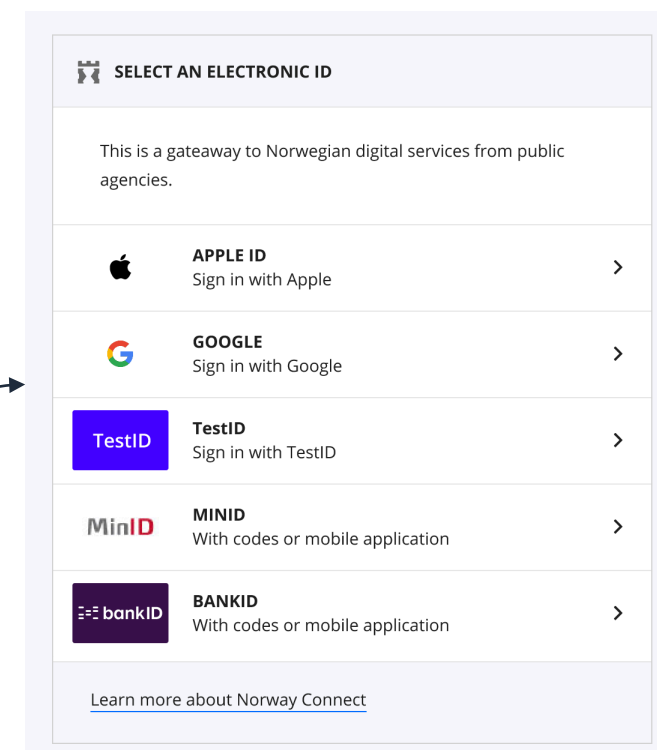 SELECT AN ELECTRONIC ID
This is a gateaway to Norwegian digital services from public
agencies.
APPLE ID
Sign in with Apple
GOOGLE
Sign in with Google
TestID
TestID
Sign in with TestID
MinID
MINID
With codes or mobile application
bankID
BANKID
With codes or mobile application
Learn more about Norway Connect